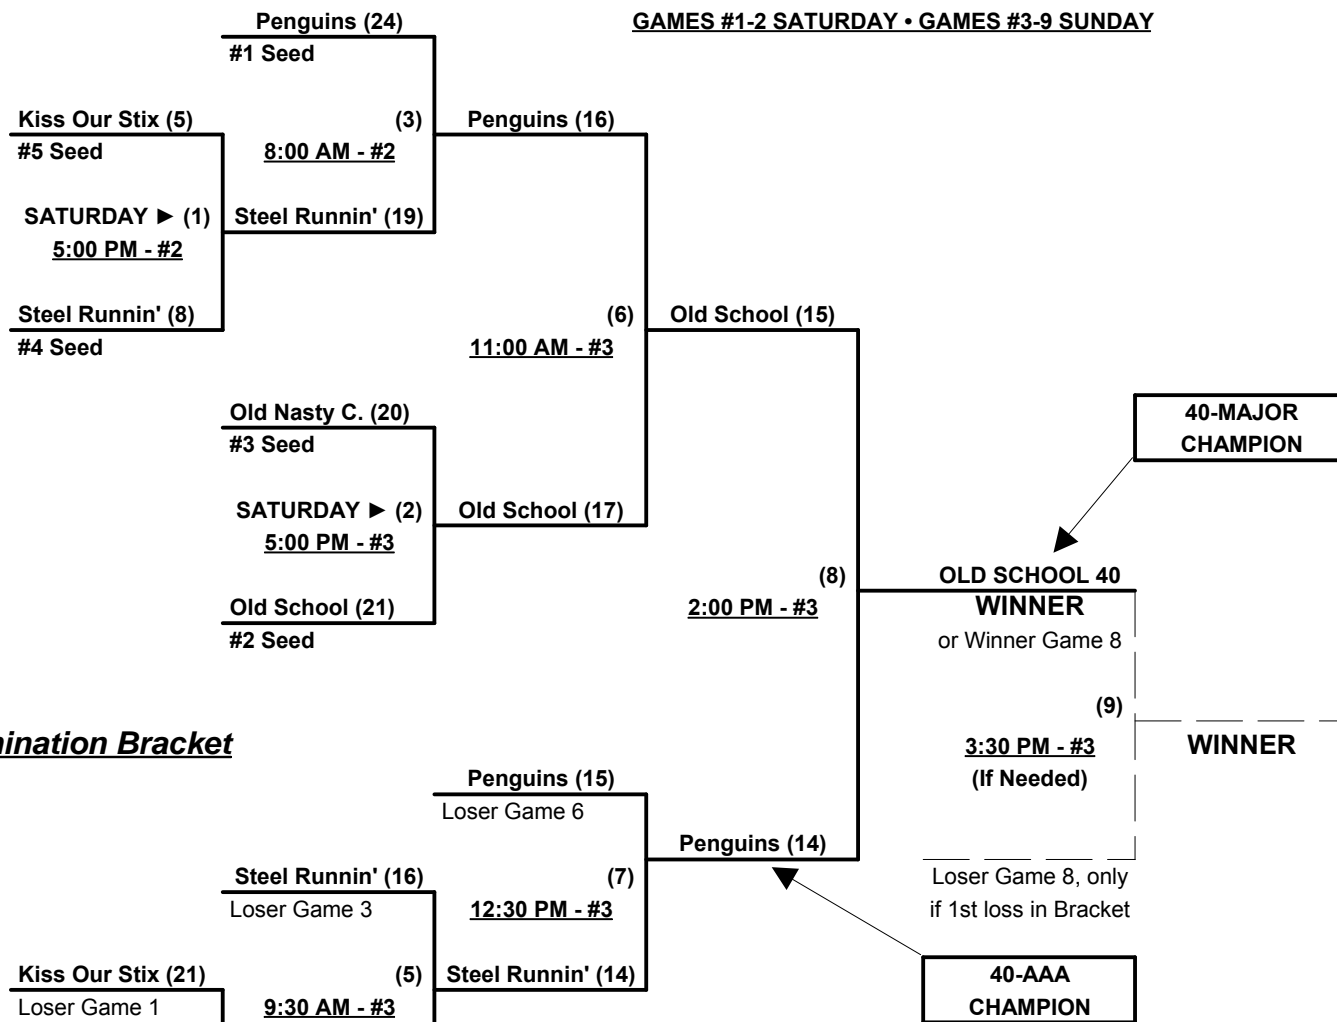 Penguins (24)
GAMES #1-2 SATURDAY • GAMES #3-9 SUNDAY
#1 Seed
Kiss Our Stix (5)
(3)
Penguins (16)
#5 Seed
8:00 AM - #2
SATURDAY ► (1)
Steel Runnin' (19)
5:00 PM - #2
Steel Runnin' (8)
(6)
Old School (15)
#4 Seed
11:00 AM - #3
Old Nasty C. (20)
#3 Seed
40-MAJOR
CHAMPION
SATURDAY ► (2)
Old School (17)
5:00 PM - #3
(8)
OLD SCHOOL 40
Old School (21)
2:00 PM - #3
WINNER
#2 Seed
or Winner Game 8
(9)
mination Bracket
3:30 PM - #3
WINNER
Penguins (15)
(If Needed)
Loser Game 6
Penguins (14)
Steel Runnin' (16)
(7)
Loser Game 8, only
Loser Game 3
12:30 PM - #3
if 1st loss in Bracket
Kiss Our Stix (21)
(5)
Steel Runnin' (14)
40-AAA
Loser Game 1
9:30 AM - #3
CHAMPION